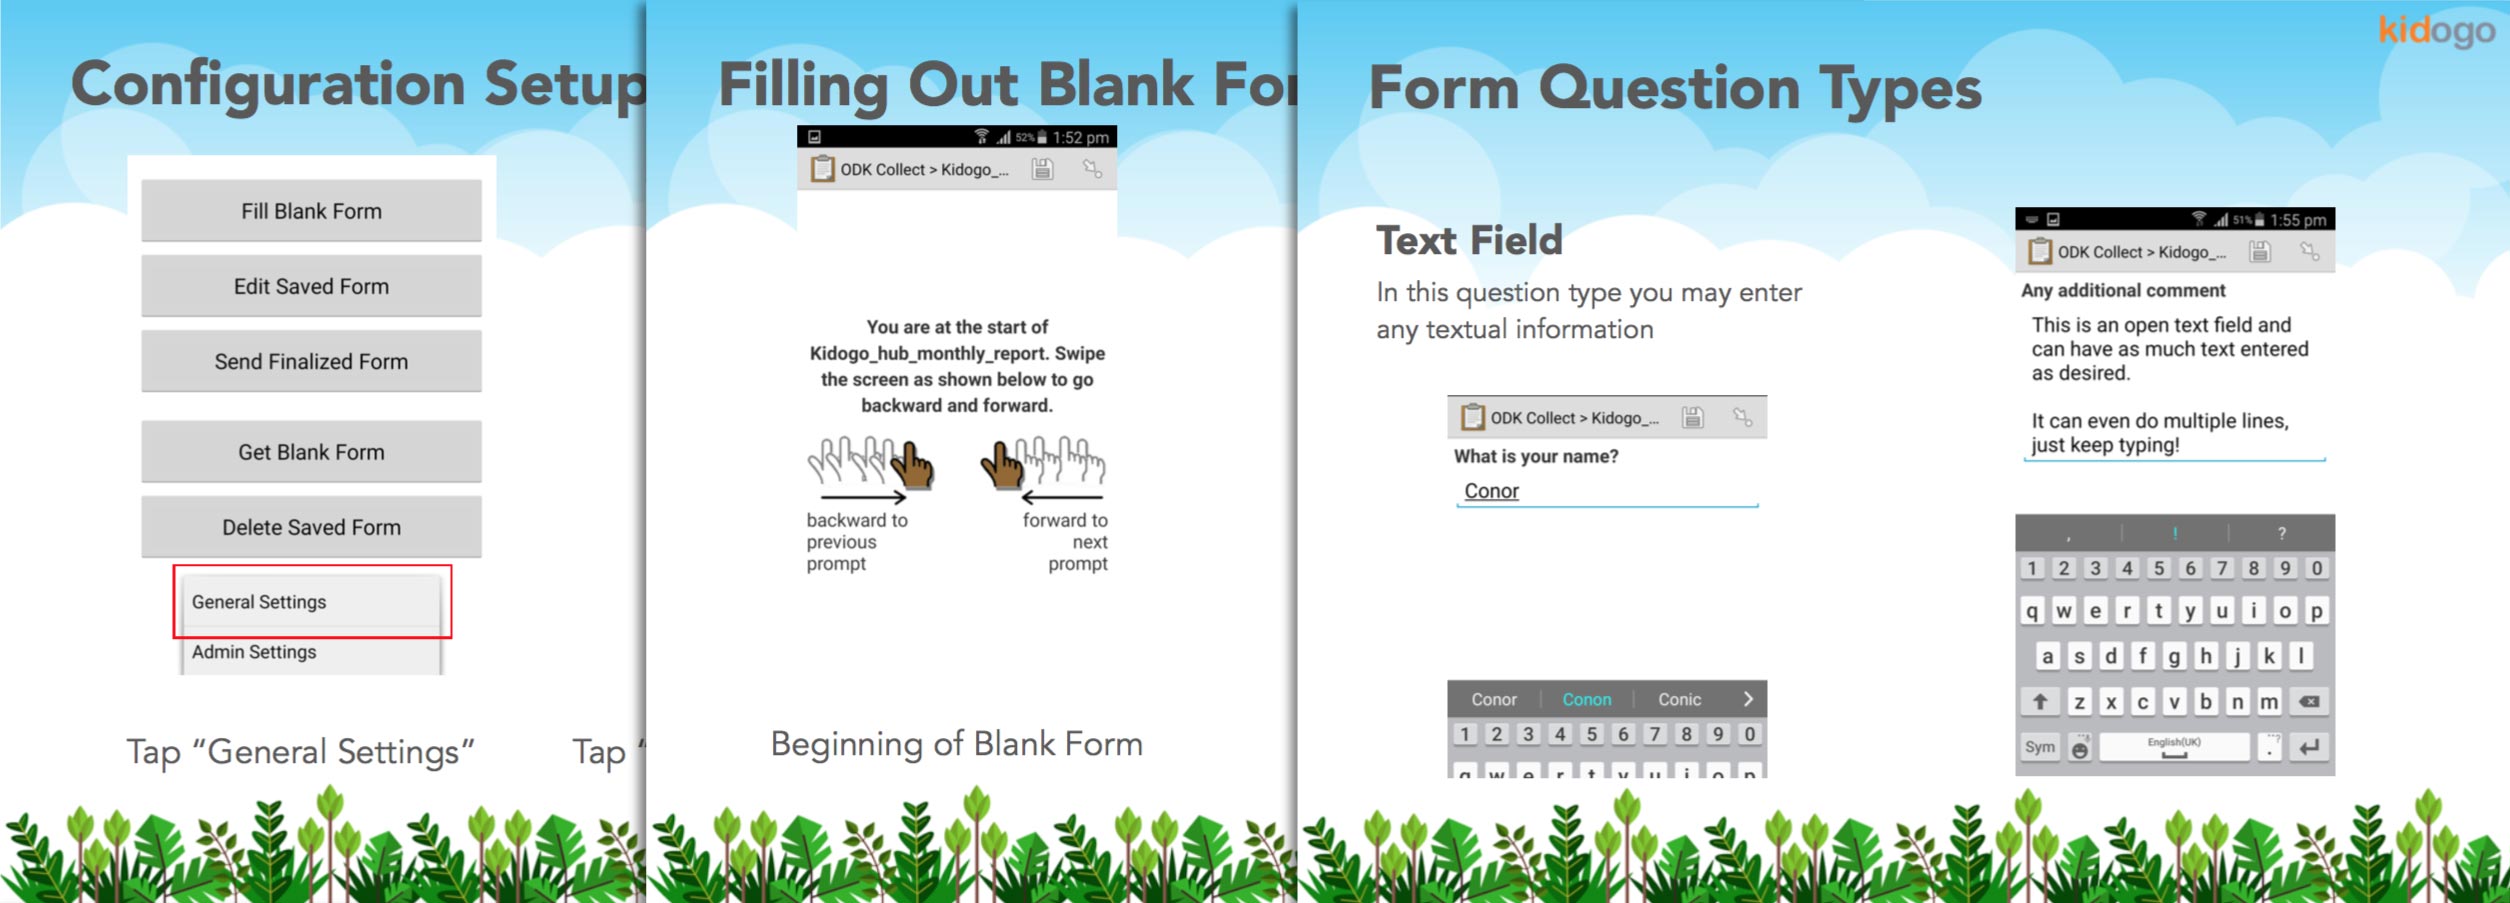 Configuration Setup
Fill Blank Form
Edit Saved Form
Send Finalized Form
Get Blank Form
Delete Saved Form
General Settings
Admin Settings
Tap “General Settings”
Tap “
Filling Out Blank For
52% 1:52 pm
ODK Collect > Kidogo_...
You are at the start of
Kidogo_hub_monthly_report. Swipe
the screen as shown below to go
backward and forward.
backward to
previous
prompt
forward to
next
prompt
Beginning of Blank Form
kidogo
Form Question Types
Text Field
In this question type you may enter
any textual information
ODK Collect > Kidogo_...
What is your name?
Conor
Conor Conon Conic
1 2 3 4 5 6 7 8 9 0
q w e r t y u i o p
51% 1:55 pm
ODK Collect > Kidogo_...
Any additional comment
This is an open text field and
can have as much text entered
as desired.
It can even do multiple lines,
just keep typing!
, ! ?
1 2 3 4 5 6 7 8 9 0
q w e r t y u i o p
a s d f g h j k l
z x c v b n m
Sym English(UK) .